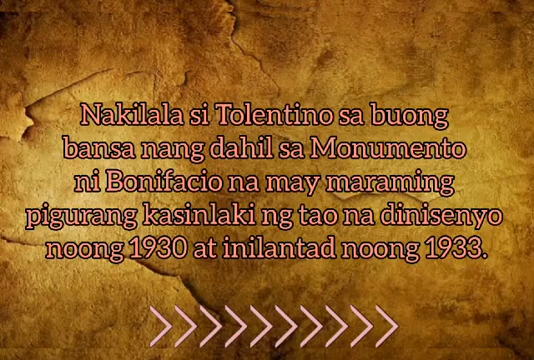 Nakilala si Tolentino sa buong
bansa nang dahil sa Monumento
ni Bonifacio na may maraming
pigurang kasinlaki ng tao na dinisenyo
noong 1930 at inilantad noong 1933.